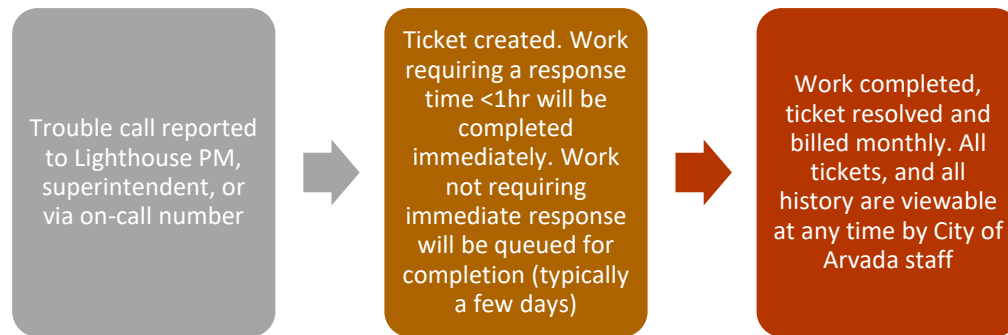 Trouble call reported
to Lighthouse PM,
superintendent, or
via on-call number
Ticket created. Work
requiring a response
time <1hr will be
completed
immediately. Work
not requiring
immediate response
will be queued for
completion (typically
a few days)
Work completed,
ticket resolved and
billed monthly. All
tickets, and all
history are viewable
at any time by City of
Arvada staff